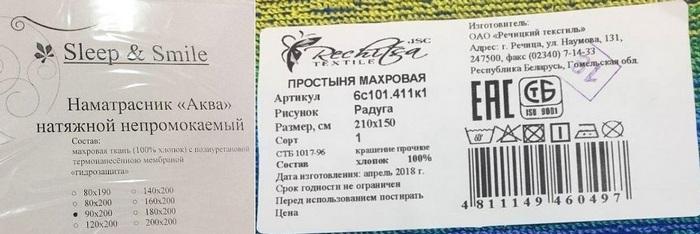 Sleep & Smile
Наматрасник «Аква»
натяжной непромокаемый
Состав:
махровая ткань (100% хлопок) с полиуретановой
термонанесённою мембраной
«гидрозащита»
80x190
80x200
90x200
120x200
140x200
160x200
180x200
200x200
JSC
Rechitsa
TEXTILE
ПРОСТЫНЯ МАХРОВАЯ
Артикул 6с101.411к1
Рисунок Радуга
Размер, см 210x150
Сорт 1
СТБ 1017-96 крашение прочное
Состав хлопок 100%
Дата изготовления: апрель 2018 г.
Срок годности не ограничен
Перед использованием постирать
Цена
Изготовитель:
ОАО «Речицкий текстиль»
Адрес: г. Речица, ул. Наумова, 131,
247500, факс (02340) 7-14-33
Республика Беларусь, Гомельская обл.
EAC
СТБ
ISO 9001
4 811149 460497